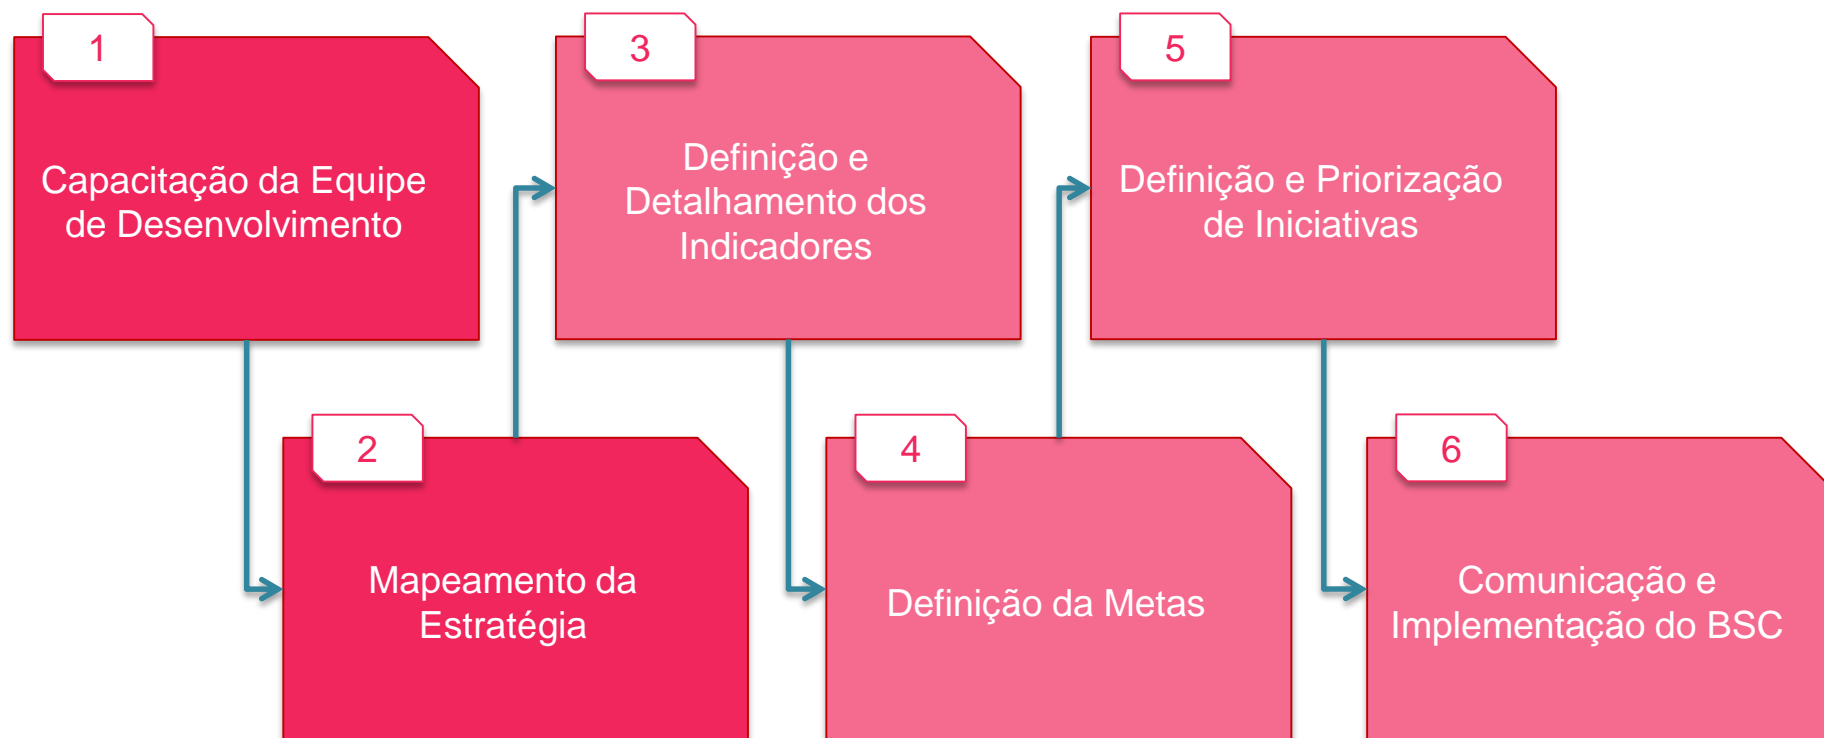 1
Capacitação da Equipe
de Desenvolvimento
2
Mapeamento da
Estratégia
3
Definição e
Detalhamento dos
Indicadores
4
Definição da Metas
5
Definição e Priorização
de Iniciativas
6
Comunicação e
Implementação do BSC